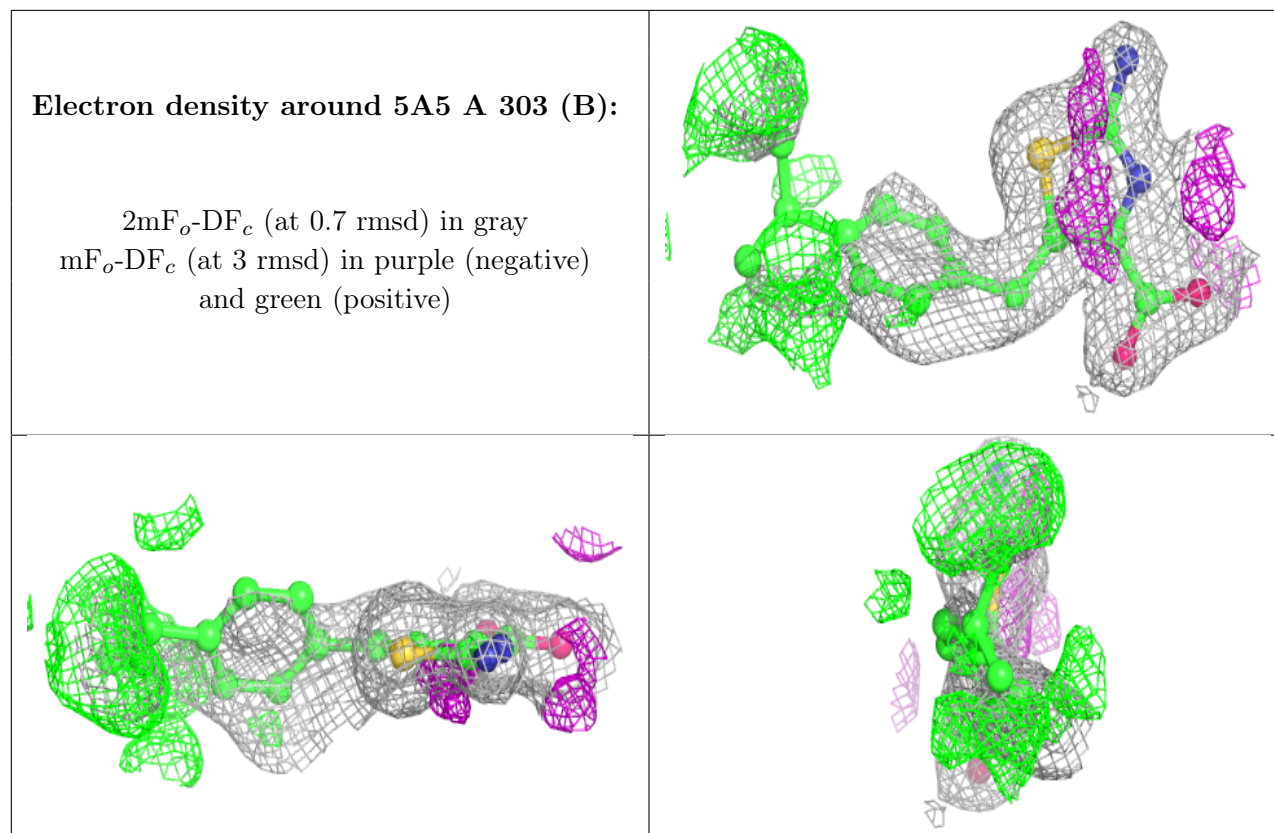 Electron density around 5A5 A 303 (B):
2mFₒ-DF𝒸 (at 0.7 rmsd) in gray
mFₒ-DF𝒸 (at 3 rmsd) in purple (negative)
and green (positive)